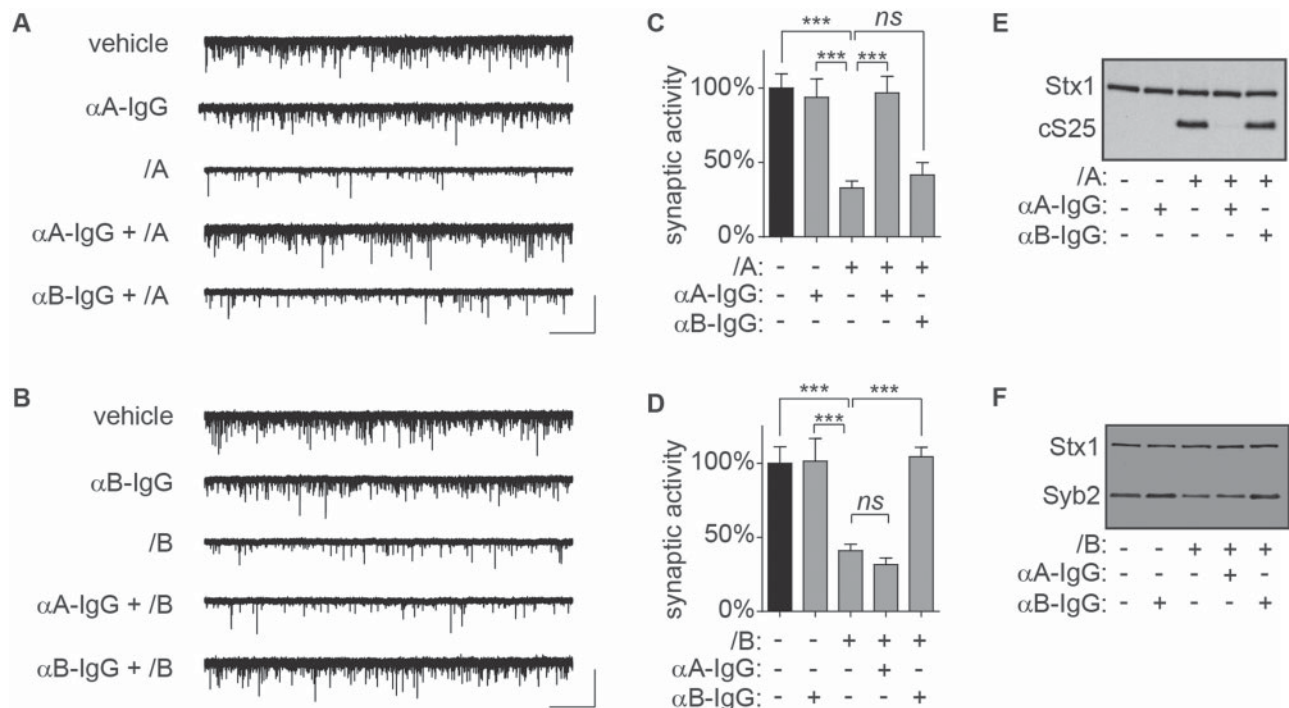 A
vehicle
αA-IgG
/A
αA-IgG + /A
αB-IgG + /A
B
vehicle
αB-IgG
/B
αA-IgG + /B
αB-IgG + /B
C
*** ns
*** ***
synaptic activity
100%
50%
0%
/A: - - + + +
αA-IgG: - + - + -
αB-IgG: - - - - +
D
*** ***
***
ns
synaptic activity
100%
50%
0%
/B: - - + + +
αA-IgG: - - - + -
αB-IgG: - + - - +
E
Stx1
cS25
/A: - - + + +
αA-IgG: - + - + -
αB-IgG: - - - - +
F
Stx1
Syb2
/B: - - + + +
αA-IgG: - - - + -
αB-IgG: - + - - +